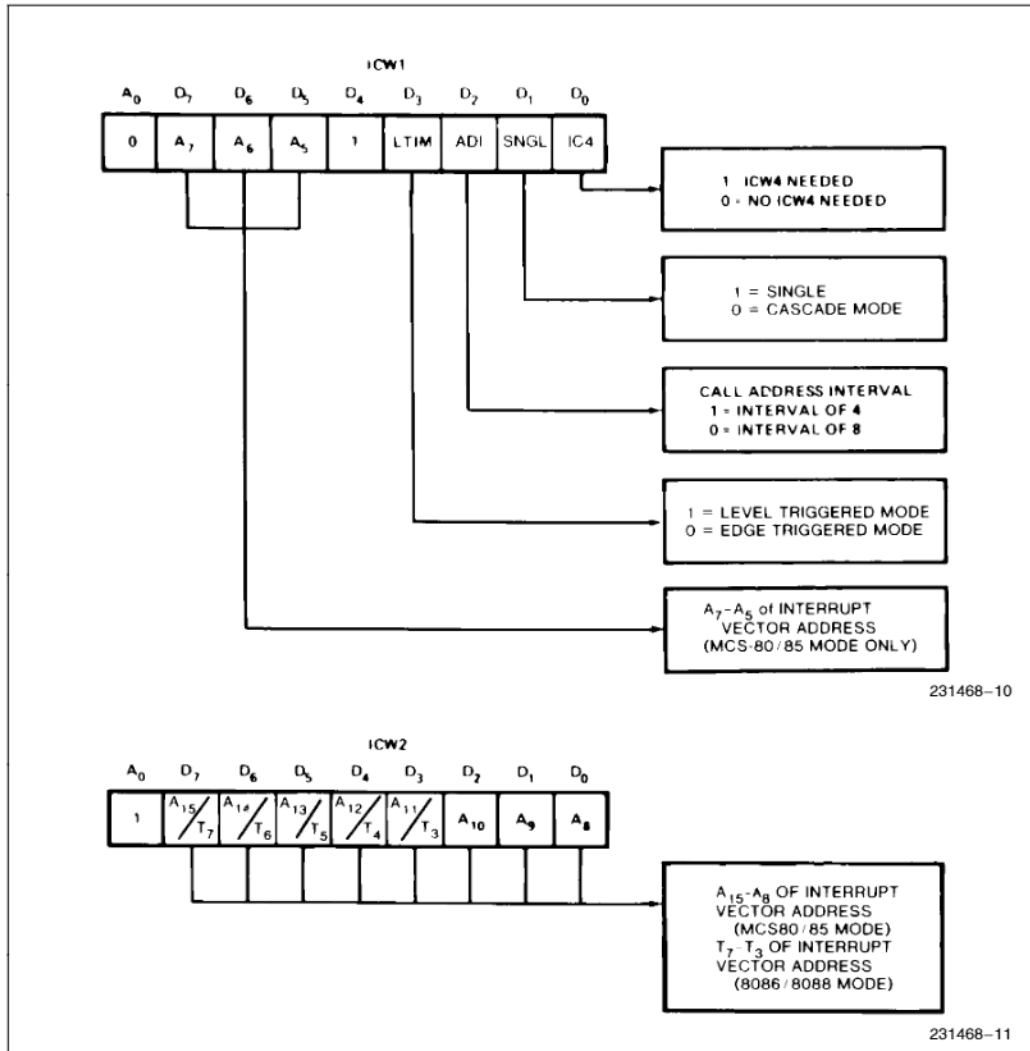 ICW1
A0 D7 D6 D5 D4 D3 D2 D1 D0
0 A7 A6 A5 1 LTIM ADI SNGL IC4
1 ICW4 NEEDED
0 = NO ICW4 NEEDED
1 = SINGLE
0 = CASCADE MODE
CALL ADDRESS INTERVAL
1 = INTERVAL OF 4
0 = INTERVAL OF 8
1 = LEVEL TRIGGERED MODE
0 = EDGE TRIGGERED MODE
A7-A5 of INTERRUPT
VECTOR ADDRESS
(MCS-80/85 MODE ONLY)
231468-10
ICW2
A0 D7 D6 D5 D4 D3 D2 D1 D0
1 A15/T7 A14/T6 A13/T5 A12/T4 A11/T3 A10 A9 A8
A15-A8 OF INTERRUPT
VECTOR ADDRESS
(MCS80/85 MODE)
T7-T3 OF INTERRUPT
VECTOR ADDRESS
(8086/8088 MODE)
231468-11